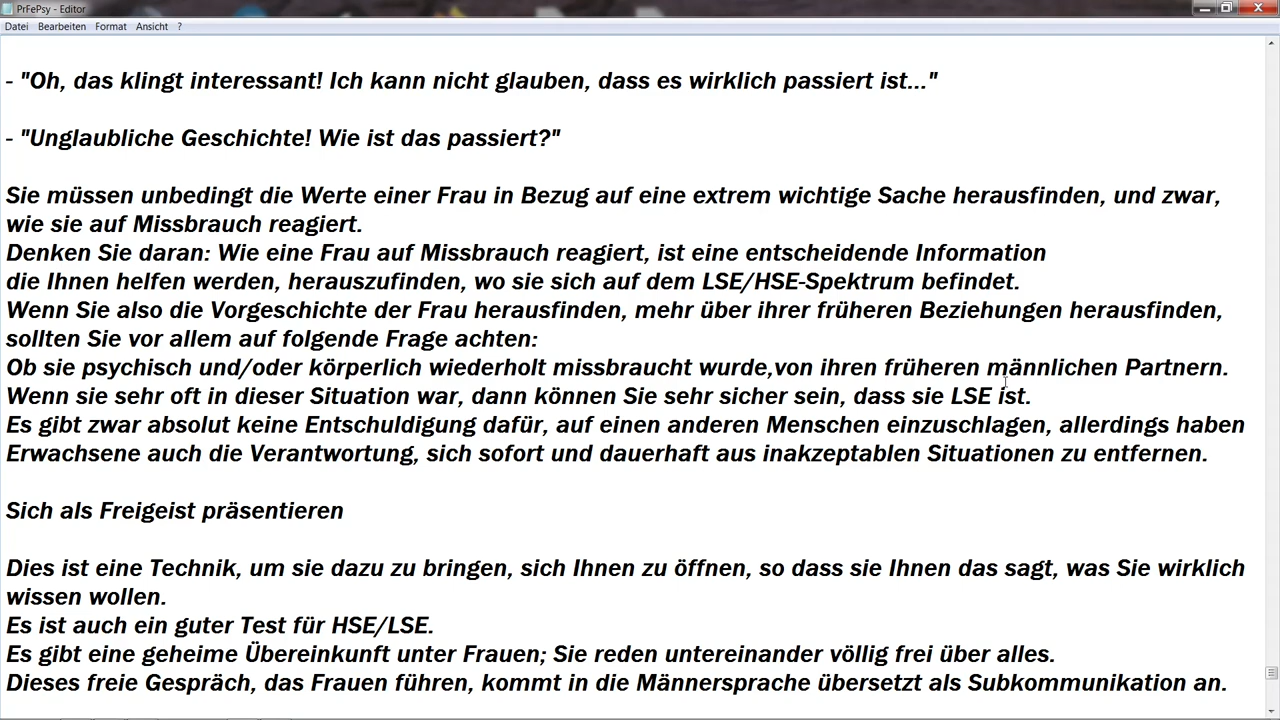 PrFePsy - Editor
Datei Bearbeiten Format Ansicht ?
- "Oh, das klingt interessant! Ich kann nicht glauben, dass es wirklich passiert ist..."
- "Unglaubliche Geschichte! Wie ist das passiert?"
Sie müssen unbedingt die Werte einer Frau in Bezug auf eine extrem wichtige Sache herausfinden, und zwar,
wie sie auf Missbrauch reagiert.
Denken Sie daran: Wie eine Frau auf Missbrauch reagiert, ist eine entscheidende Information
die Ihnen helfen werden, herauszufinden, wo sie sich auf dem LSE/HSE-Spektrum befindet.
Wenn Sie also die Vorgeschichte der Frau herausfinden, mehr über ihrer früheren Beziehungen herausfinden,
sollten Sie vor allem auf folgende Frage achten:
Ob sie psychisch und/oder körperlich wiederholt missbraucht wurde,von ihren früheren männlichen Partnern.
Wenn sie sehr oft in dieser Situation war, dann können Sie sehr sicher sein, dass sie LSE ist.
Es gibt zwar absolut keine Entschuldigung dafür, auf einen anderen Menschen einzuschlagen, allerdings haben
Erwachsene auch die Verantwortung, sich sofort und dauerhaft aus inakzeptablen Situationen zu entfernen.
Sich als Freigeist präsentieren
Dies ist eine Technik, um sie dazu zu bringen, sich Ihnen zu öffnen, so dass sie Ihnen das sagt, was Sie wirklich
wissen wollen.
Es ist auch ein guter Test für HSE/LSE.
Es gibt eine geheime Übereinkunft unter Frauen; Sie reden untereinander völlig frei über alles.
Dieses freie Gespräch, das Frauen führen, kommt in die Männersprache übersetzt als Subkommunikation an.